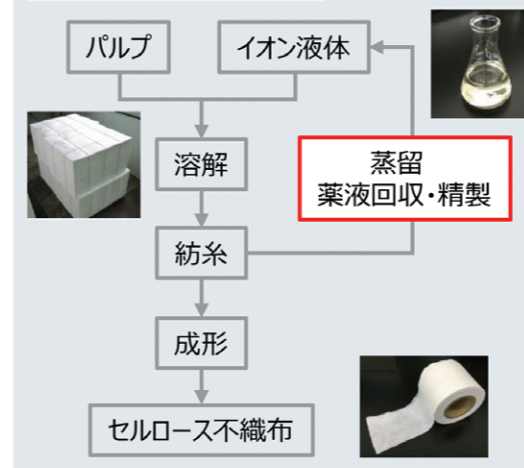 パルプ
イオン液体
溶解
蒸留
薬液回収・精製
紡糸
成形
セルロース不織布